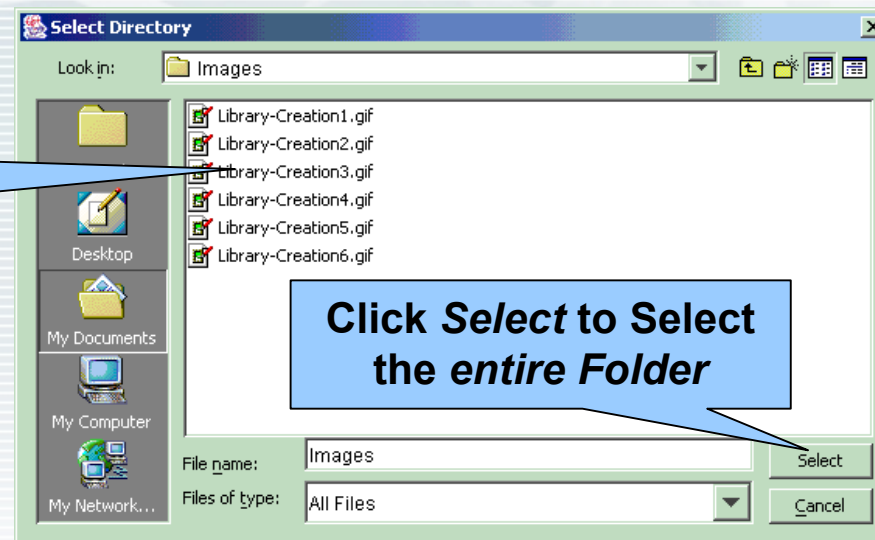 Select Directory
Look in:
Images
Library-Creation1.gif
Library-Creation2.gif
Library-Creation3.gif
Library-Creation4.gif
Library-Creation5.gif
Library-Creation6.gif
Desktop
My Documents
My Computer
My Network...
Click Select to Select
the entire Folder
File name:
Images
Select
Files of type:
All Files
Cancel